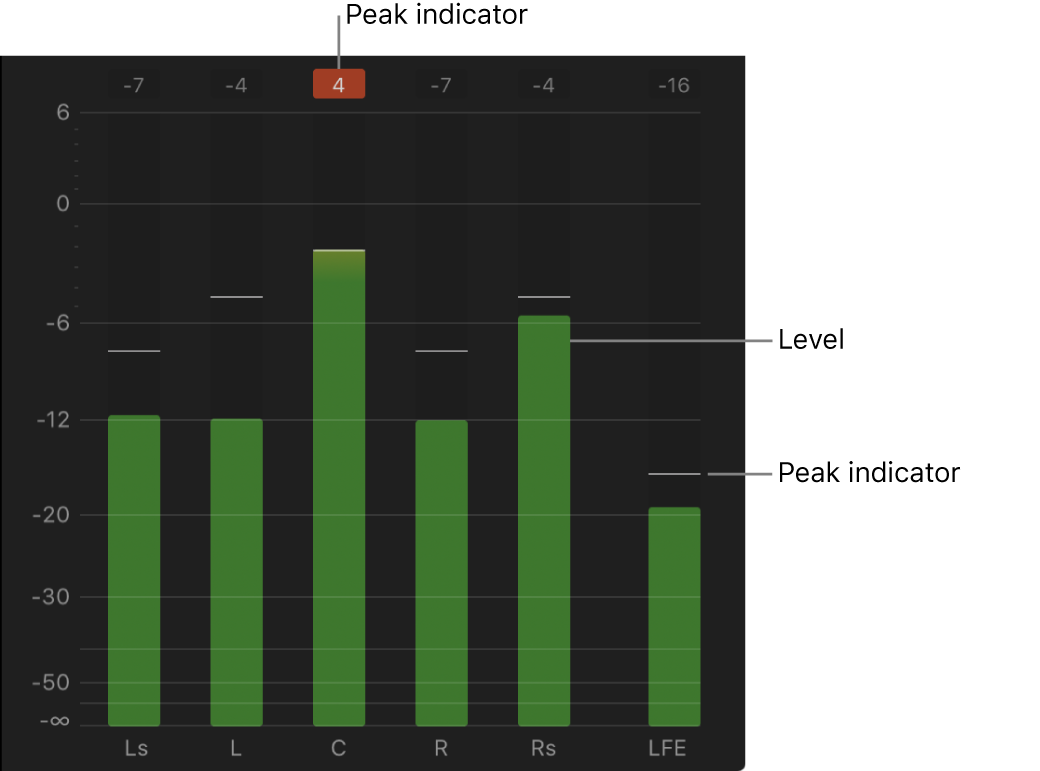 Peak indicator
-7 -4 4 -7 -4 -16
6
0
-6
Level
-12
Peak indicator
-20
-30
-50
-∞
Ls L C R Rs LFE